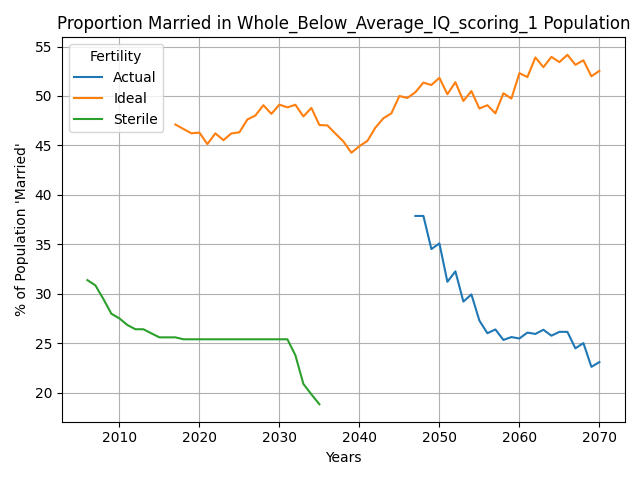 Proportion Married in Whole_Below_Average_IQ_scoring_1 Population
Fertility
Actual
Ideal
Sterile
% of Population 'Married'
55
50
45
40
35
30
25
20
2010 2020 2030 2040 2050 2060 2070
Years